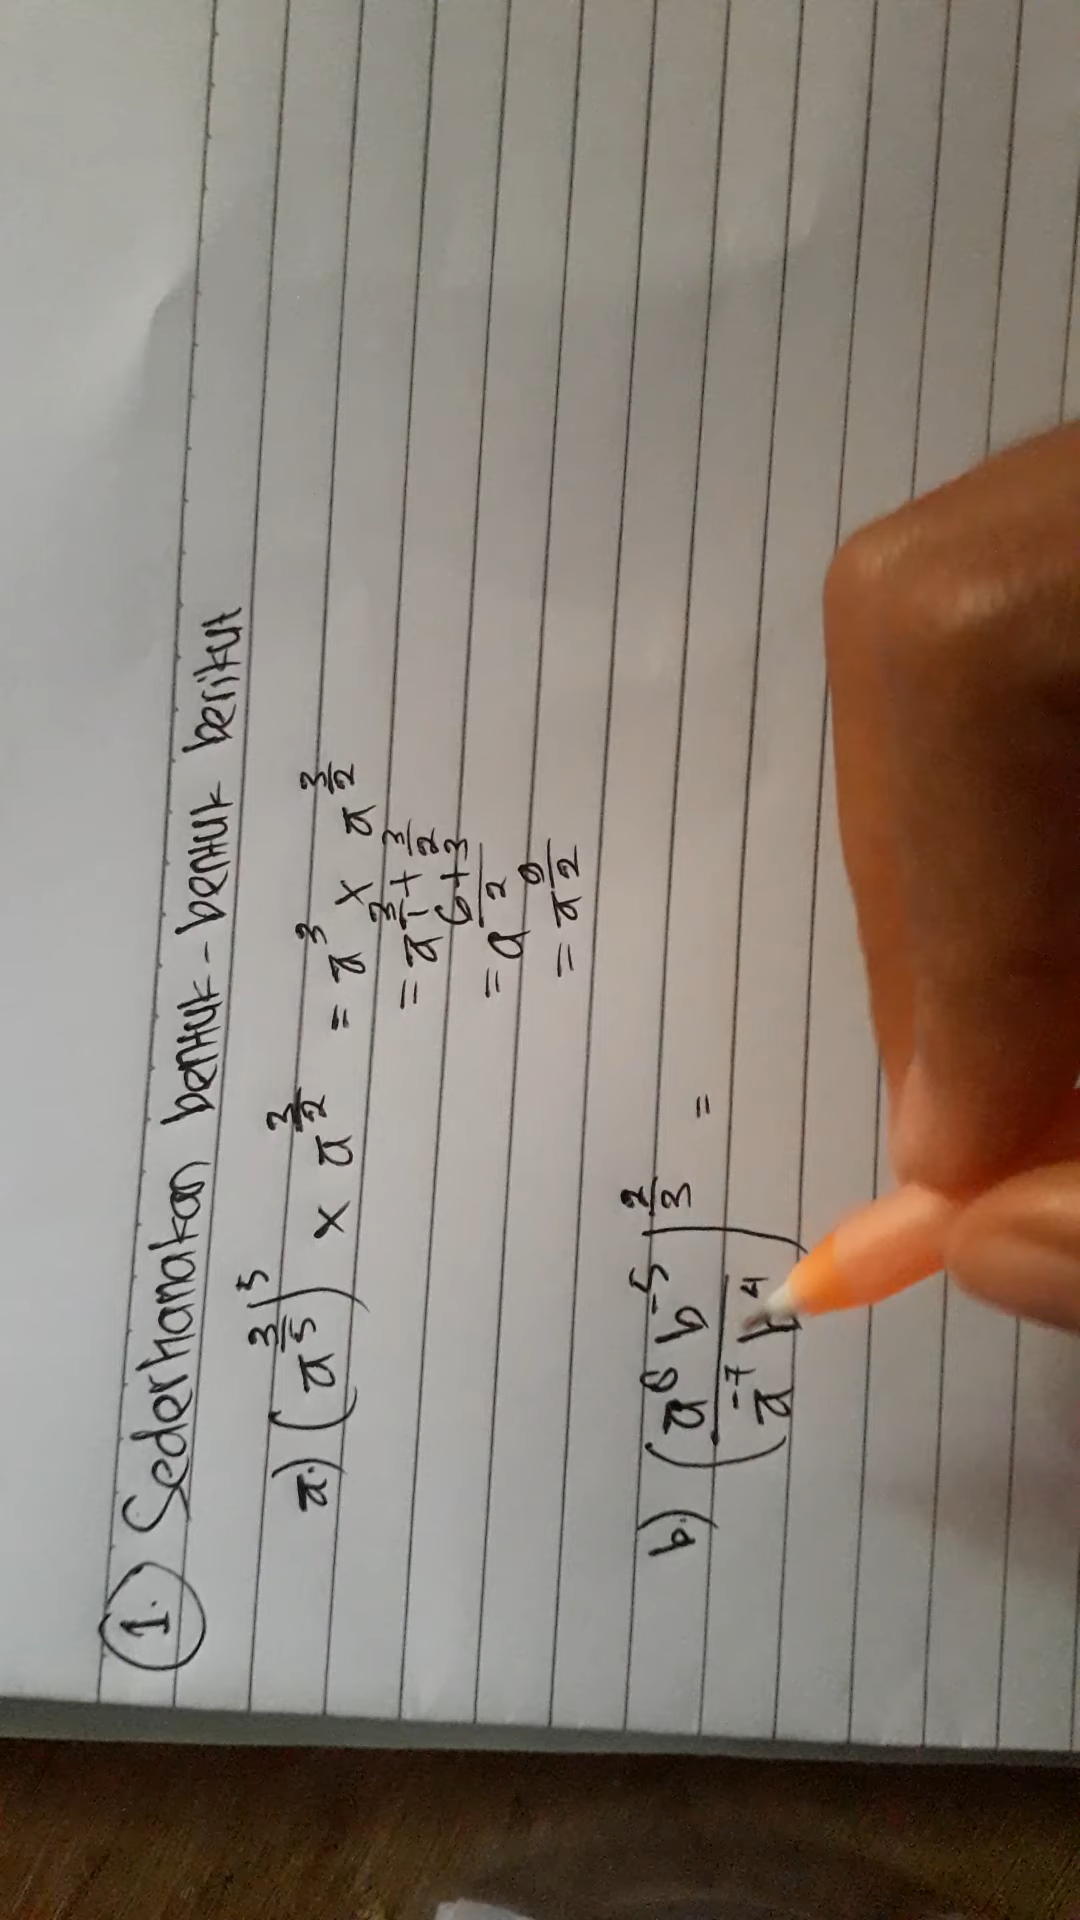 1. Sederhanakan bentuk-bentuk berikut
a.) (a^(3/5))^5 × a^(3/2) = a^3 × a^(3/2)
= a^(3/1 + 3/2)
= a^((6+3)/2)
= a^(9/2)
b.) (a^6 b^-5 / a^-7 b^4)^(2/3) =